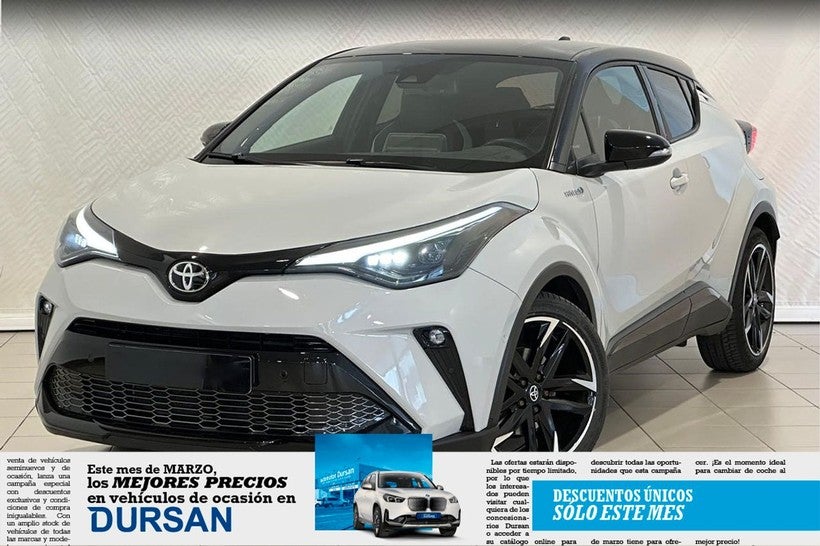 HYBRID
venta de vehículos
seminuevos y de
ocasión, lanza una
campaña especial
con descuentos
exclusivos y condi-
ciones de compra
inigualables. Con
un amplio stock de
vehículos de todas
las marcas y mode-
Este mes de MARZO,
los MEJORES PRECIOS
en vehículos de ocasión en
DURSAN
Dursan
Las ofertas estarán dispo-
nibles por tiempo limitado,
por lo que
los intere-
sados pueden
visitar cual-
quiera de los
concesiona-
rios Dursan
o acceder a
su catálogo online para
descubrir todas las oportu-
nidades que esta campaña
cer. ¡Es el momento ideal
para cambiar de coche al
DESCUENTOS ÚNICOS
SÓLO ESTE MES
de marzo tiene para ofre-
mejor precio!